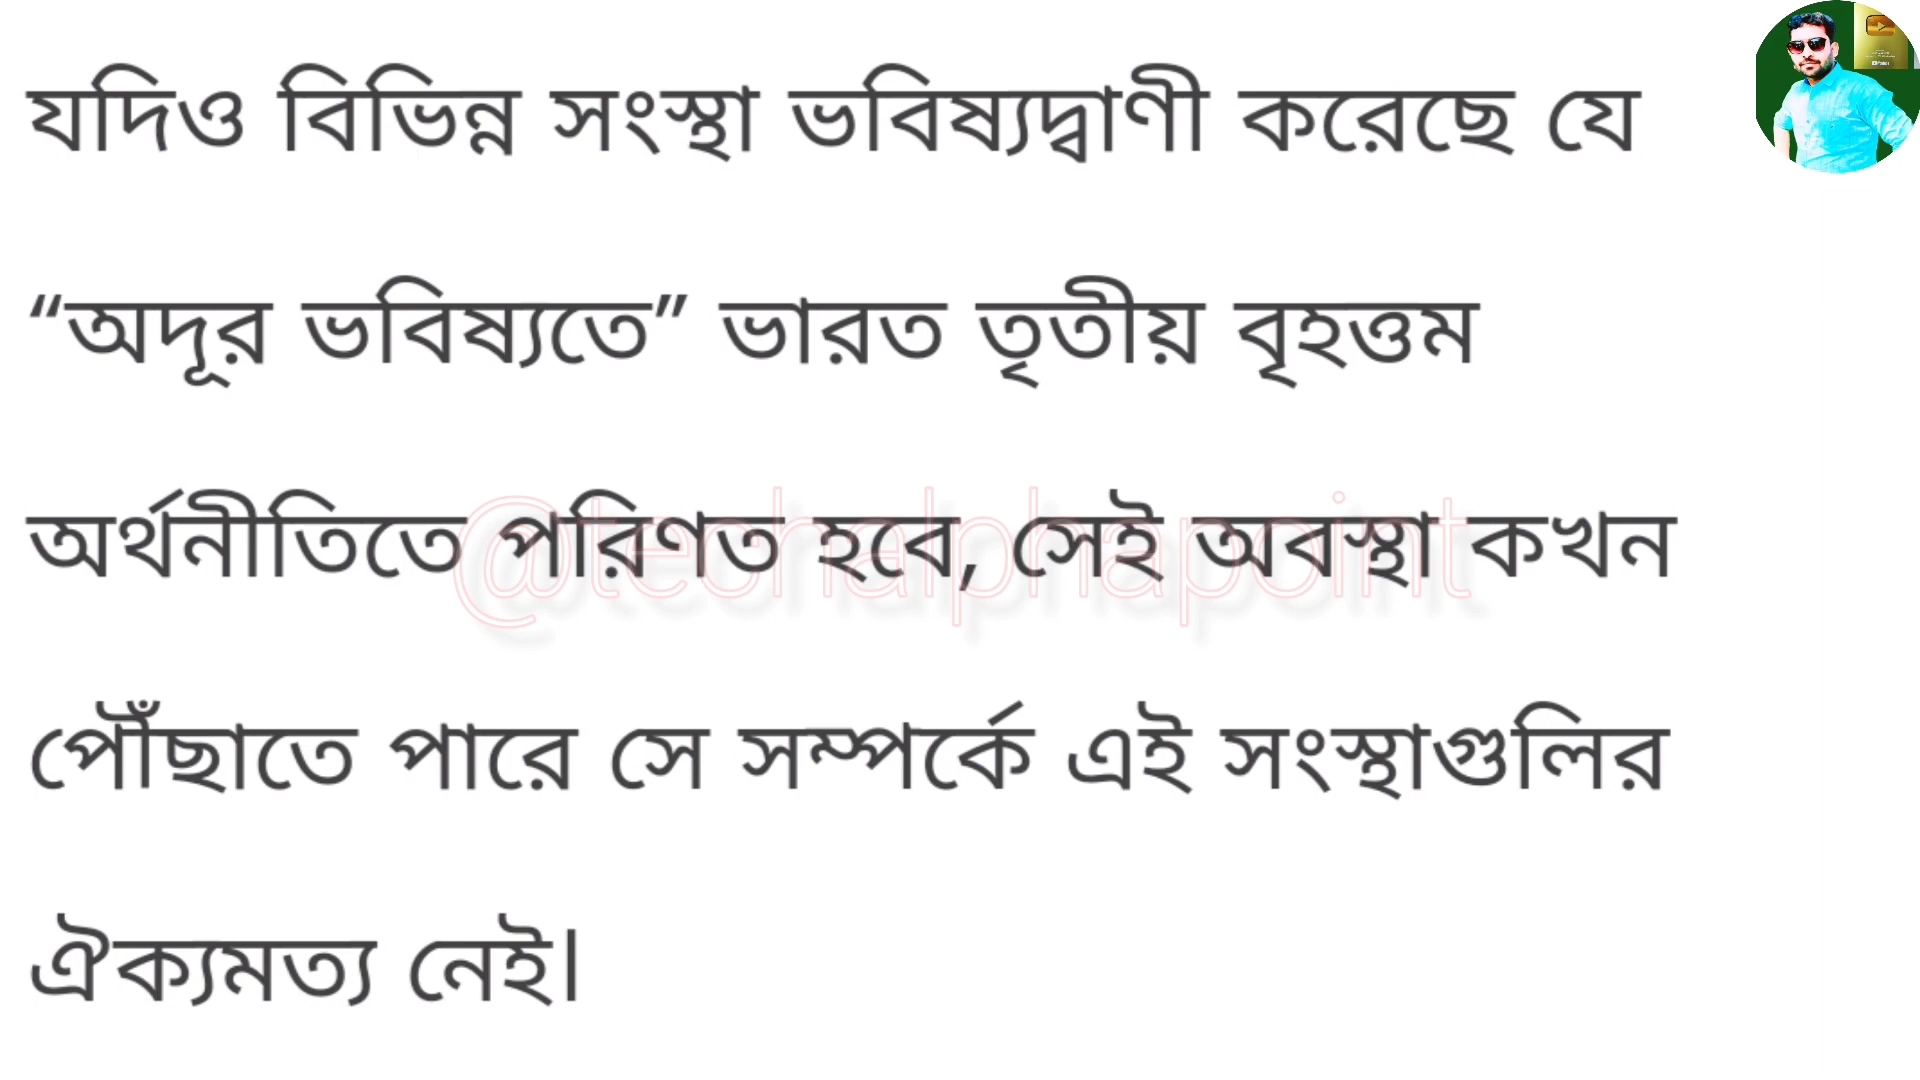 যদিও বিভিন্ন সংস্থা ভবিষ্যদ্বাণী করেছে যে
“অদূর ভবিষ্যতে” ভারত তৃতীয় বৃহত্তম
অর্থনীতিতে পরিণত হবে, সেই অবস্থা কখন
@techalphapoint
পৌঁছাতে পারে সে সম্পর্কে এই সংস্থাগুলির
ঐক্যমত্য নেই।